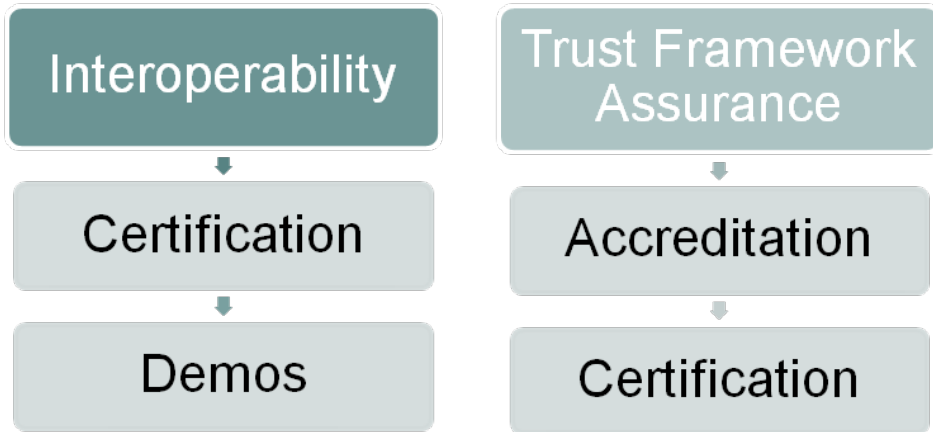 Interoperability
Certification
Demos
Trust Framework
Assurance
Accreditation
Certification